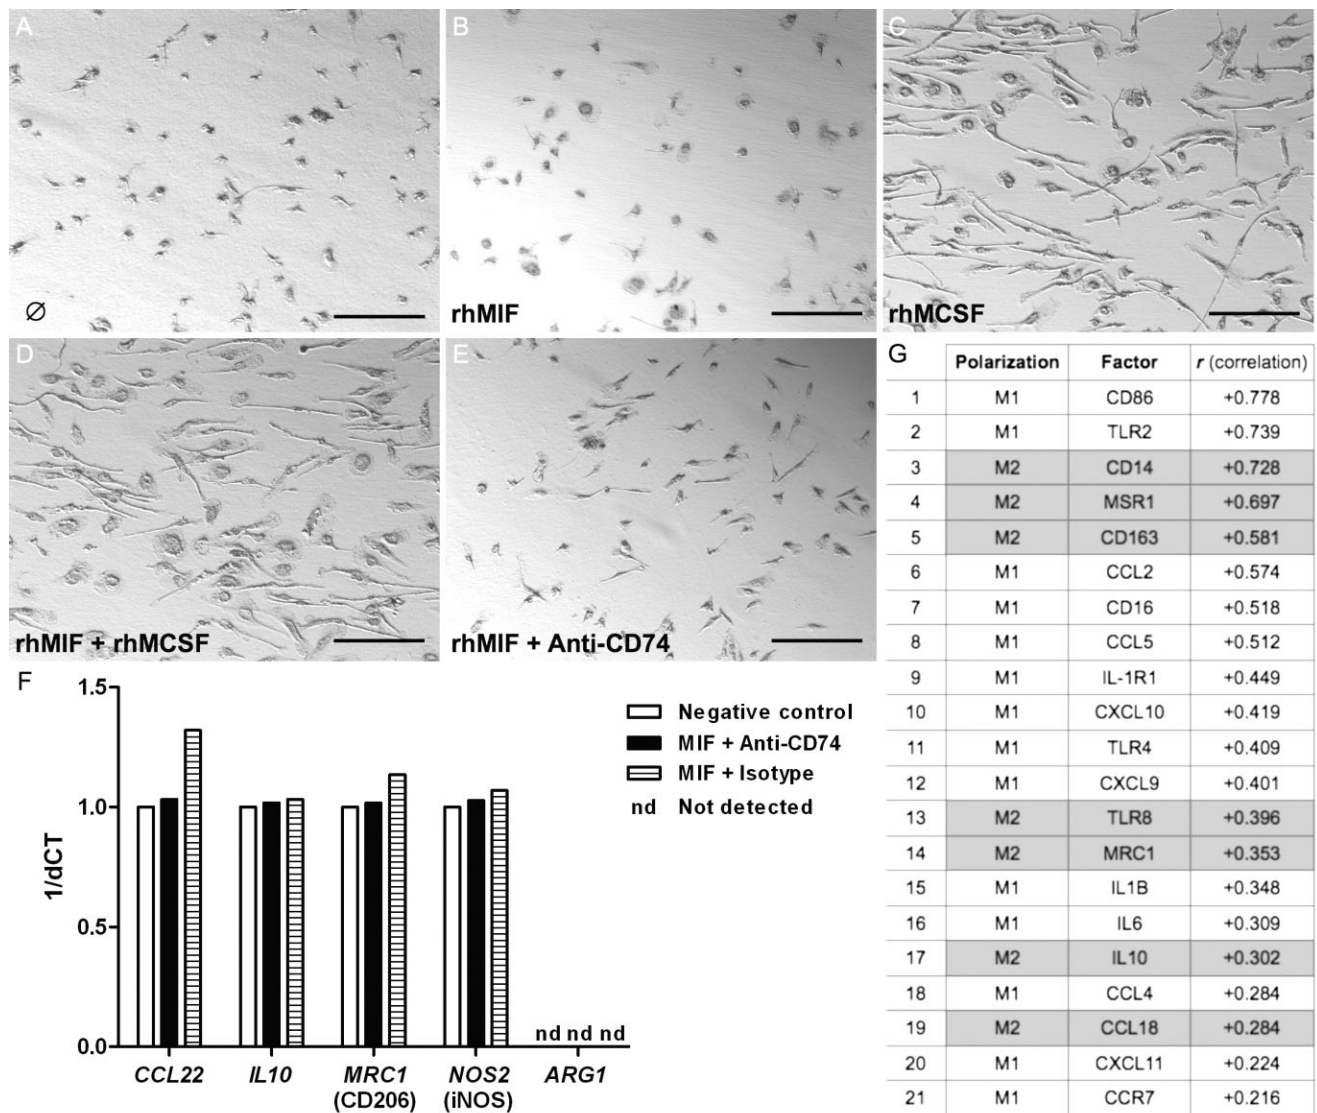 A
B
C
∅
rhMIF
rhMCSF
D
E
rhMIF + rhMCSF
rhMIF + Anti-CD74
F
1.5
1.0
0.5
0.0
1/dCT
Negative control
MIF + Anti-CD74
MIF + Isotype
nd Not detected
nd nd nd
CCL22 IL10 MRC1 NOS2 ARG1
(CD206) (iNOS)
G Polarization Factor r (correlation)
1 M1 CD86 +0.778
2 M1 TLR2 +0.739
3 M2 CD14 +0.728
4 M2 MSR1 +0.697
5 M2 CD163 +0.581
6 M1 CCL2 +0.574
7 M1 CD16 +0.518
8 M1 CCL5 +0.512
9 M1 IL-1R1 +0.449
10 M1 CXCL10 +0.419
11 M1 TLR4 +0.409
12 M1 CXCL9 +0.401
13 M2 TLR8 +0.396
14 M2 MRC1 +0.353
15 M1 IL1B +0.348
16 M1 IL6 +0.309
17 M2 IL10 +0.302
18 M1 CCL4 +0.284
19 M2 CCL18 +0.284
20 M1 CXCL11 +0.224
21 M1 CCR7 +0.216